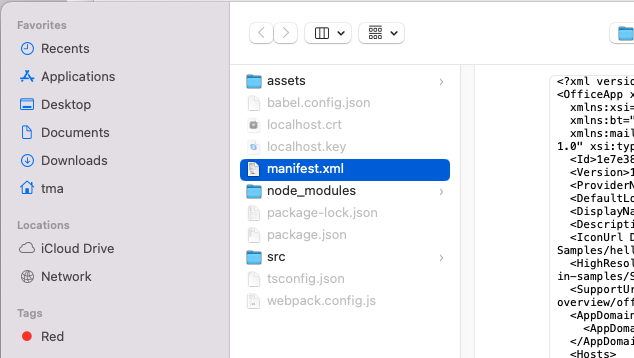 Favorites
Recents
Applications
Desktop
Documents
Downloads
tma
Locations
iCloud Drive
Network
Tags
Red
assets
babel.config.json
localhost.crt
localhost.key
manifest.xml
node_modules
package-lock.json
package.json
src
tsconfig.json
webpack.config.js
<?xml versio
<OfficeApp x
xmlns:xsi=
xmlns:bt="
xmlns:mail
1.0" xsi:typ
<Id>1e7e38
<Version>1
<ProviderN
<DefaultLo
<DisplayNa
<Descripti
<IconUrl D
Samples/hell
<HighResol
in-samples/S
<SupportUr
overview/off
<AppDomain
<AppDoma
</AppDomai
<Hosts>